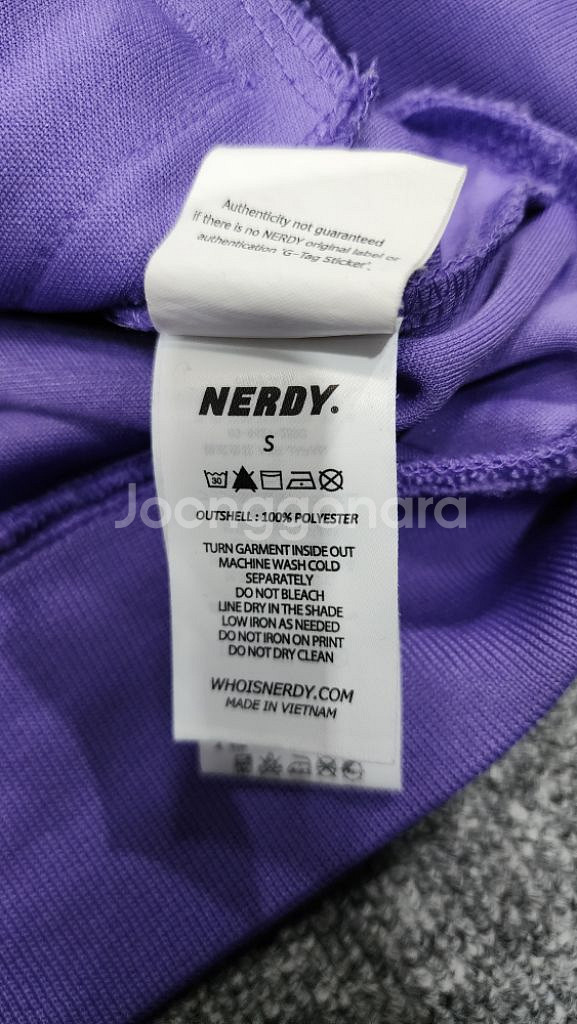 Authenticity not guaranteed
if there is no NERDY original label or
authentication 'G-Tag Sticker'.
NERDY.
S
30
Joonggonara
OUTSHELL : 100% POLYESTER
TURN GARMENT INSIDE OUT
MACHINE WASH COLD
SEPARATELY
DO NOT BLEACH
LINE DRY IN THE SHADE
LOW IRON AS NEEDED
DO NOT IRON ON PRINT
DO NOT DRY CLEAN
WHOISNERDY.COM
MADE IN VIETNAM